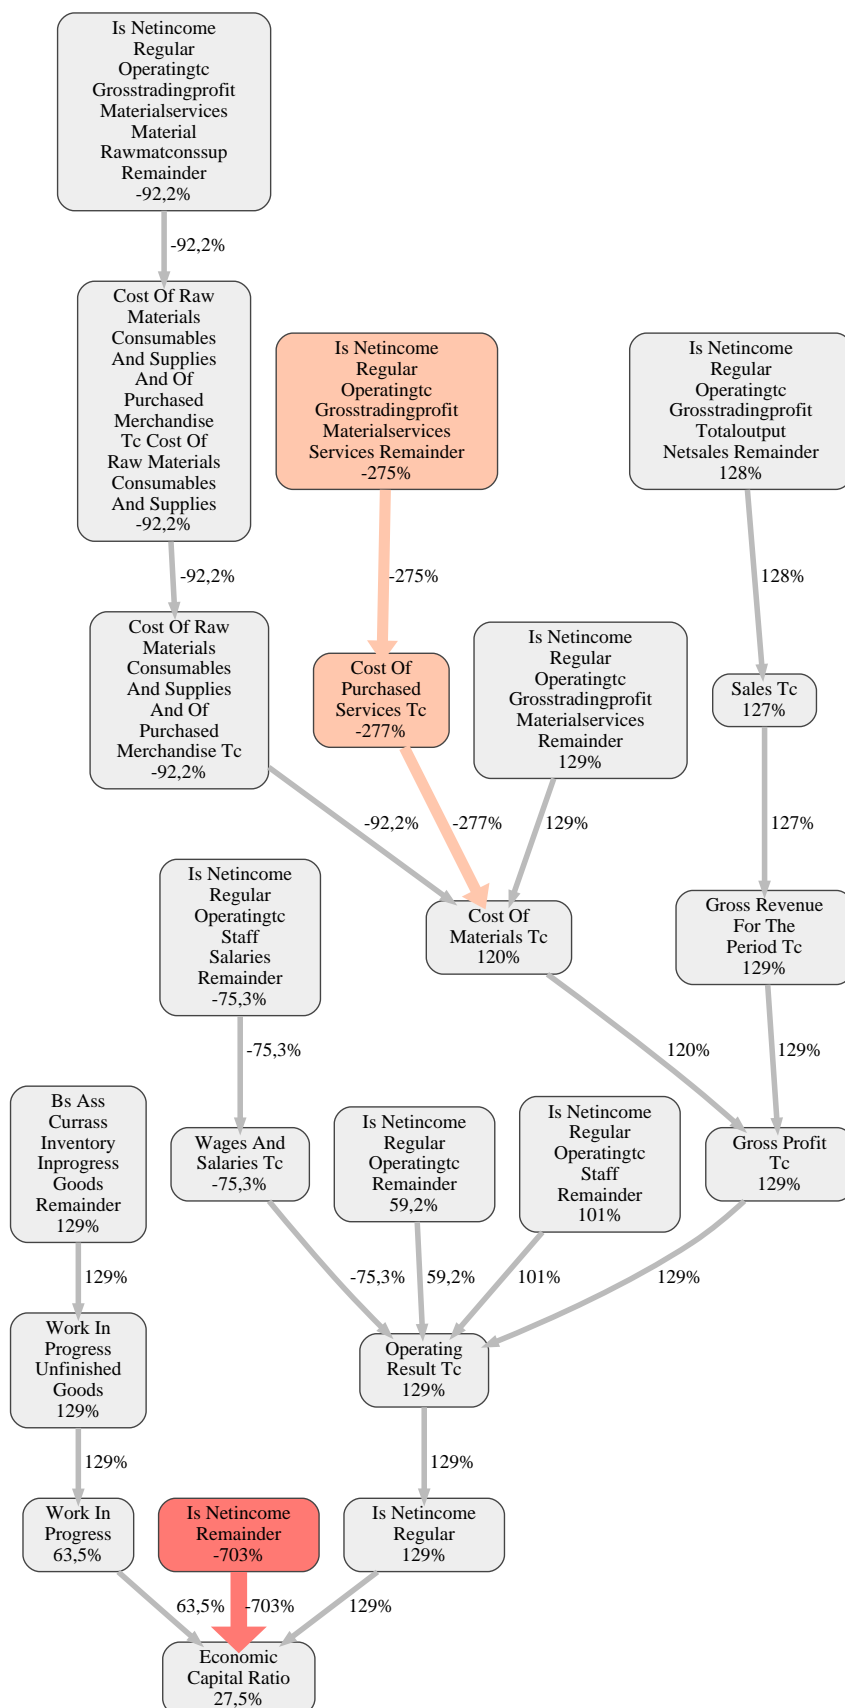 Is Netincome
Regular
Operatingtc
Grosstradingprofit
Materialservices
Material
Rawmatconssup
Remainder
-92,2%
-92,2%
Cost Of Raw
Materials
Consumables
And Supplies
And Of
Purchased
Merchandise
Tc Cost Of
Raw Materials
Consumables
And Supplies
-92,2%
Is Netincome
Regular
Operatingtc
Grosstradingprofit
Materialservices
Services Remainder
-275%
Is Netincome
Regular
Operatingtc
Grosstradingprofit
Totaloutput
Netsales Remainder
128%
-92,2%
-275%
128%
Cost Of Raw
Materials
Consumables
And Supplies
And Of
Purchased
Merchandise Tc
-92,2%
Cost Of
Purchased
Services Tc
-277%
Is Netincome
Regular
Operatingtc
Grosstradingprofit
Materialservices
Remainder
129%
Sales Tc
127%
-92,2%
-277%
129%
127%
Is Netincome
Regular
Operatingtc
Staff
Salaries
Remainder
-75,3%
Cost Of
Materials Tc
120%
Gross Revenue
For The
Period Tc
129%
-75,3%
120%
129%
Bs Ass
Currass
Inventory
Inprogress
Goods
Remainder
129%
Wages And
Salaries Tc
-75,3%
Is Netincome
Regular
Operatingtc
Remainder
59,2%
Is Netincome
Regular
Operatingtc
Staff
Remainder
101%
Gross Profit
Tc
129%
129%
-75,3%
59,2%
101%
129%
Work In
Progress
Unfinished
Goods
129%
Operating
Result Tc
129%
129%
129%
Work In
Progress
63,5%
Is Netincome
Remainder
-703%
Is Netincome
Regular
129%
63,5%
-703%
129%
Economic
Capital Ratio
27,5%